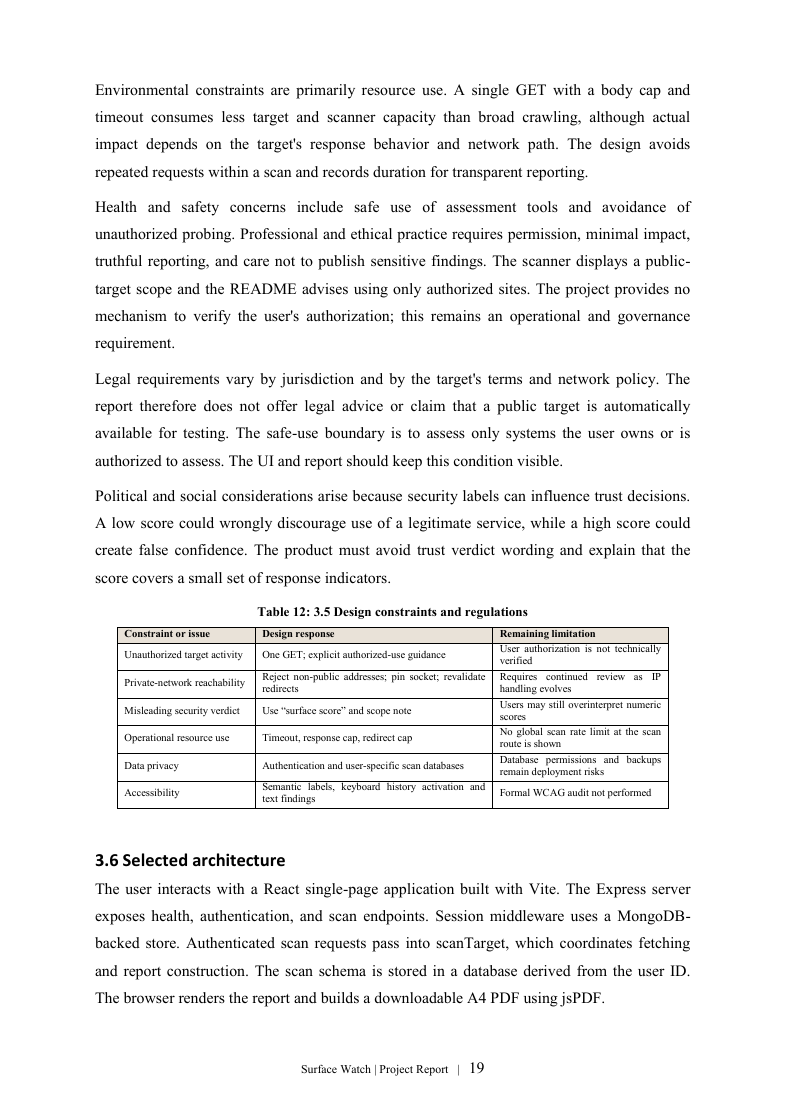 Environmental constraints are primarily resource use. A single GET with a body cap and
timeout consumes less target and scanner capacity than broad crawling, although actual
impact depends on the target's response behavior and network path. The design avoids
repeated requests within a scan and records duration for transparent reporting.
Health and safety concerns include safe use of assessment tools and avoidance of
unauthorized probing. Professional and ethical practice requires permission, minimal impact,
truthful reporting, and care not to publish sensitive findings. The scanner displays a public-
target scope and the README advises using only authorized sites. The project provides no
mechanism to verify the user's authorization; this remains an operational and governance
requirement.
Legal requirements vary by jurisdiction and by the target's terms and network policy. The
report therefore does not offer legal advice or claim that a public target is automatically
available for testing. The safe-use boundary is to assess only systems the user owns or is
authorized to assess. The UI and report should keep this condition visible.
Political and social considerations arise because security labels can influence trust decisions.
A low score could wrongly discourage use of a legitimate service, while a high score could
create false confidence. The product must avoid trust verdict wording and explain that the
score covers a small set of response indicators.
Table 12: 3.5 Design constraints and regulations
Constraint or issue Design response Remaining limitation
Unauthorized target activity One GET; explicit authorized-use guidance User authorization is not technically
verified
Private-network reachability Reject non-public addresses; pin socket; revalidate
redirects Requires continued review as IP
handling evolves
Misleading security verdict Use “surface score” and scope note Users may still overinterpret numeric
scores
Operational resource use Timeout, response cap, redirect cap No global scan rate limit at the scan
route is shown
Data privacy Authentication and user-specific scan databases Database permissions and backups
remain deployment risks
Accessibility Semantic labels, keyboard history activation and
text findings Formal WCAG audit not performed
3.6 Selected architecture
The user interacts with a React single-page application built with Vite. The Express server
exposes health, authentication, and scan endpoints. Session middleware uses a MongoDB-
backed store. Authenticated scan requests pass into scanTarget, which coordinates fetching
and report construction. The scan schema is stored in a database derived from the user ID.
The browser renders the report and builds a downloadable A4 PDF using jsPDF.
Surface Watch | Project Report | 19